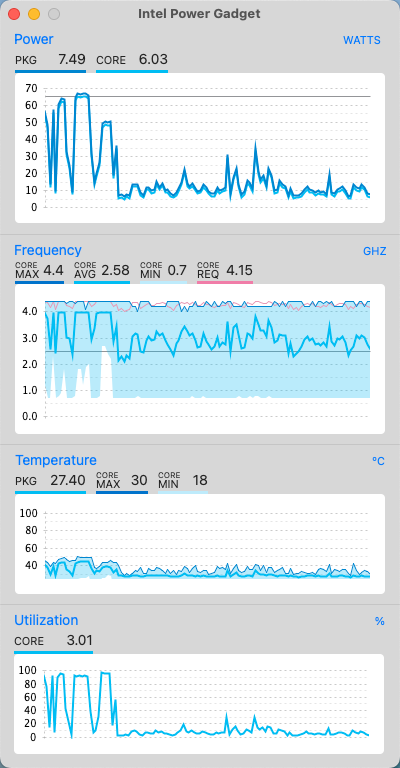 Intel Power Gadget
Power WATTS
PKG 7.49 CORE 6.03
70
60
50
40
30
20
10
0
Frequency GHZ
CORE MAX 4.4 CORE AVG 2.58 CORE MIN 0.7 CORE REQ 4.15
4.0
3.0
2.0
1.0
0.0
Temperature °C
PKG 27.40 CORE MAX 30 CORE MIN 18
100
80
60
40
Utilization %
CORE 3.01
100
80
60
40
20
0